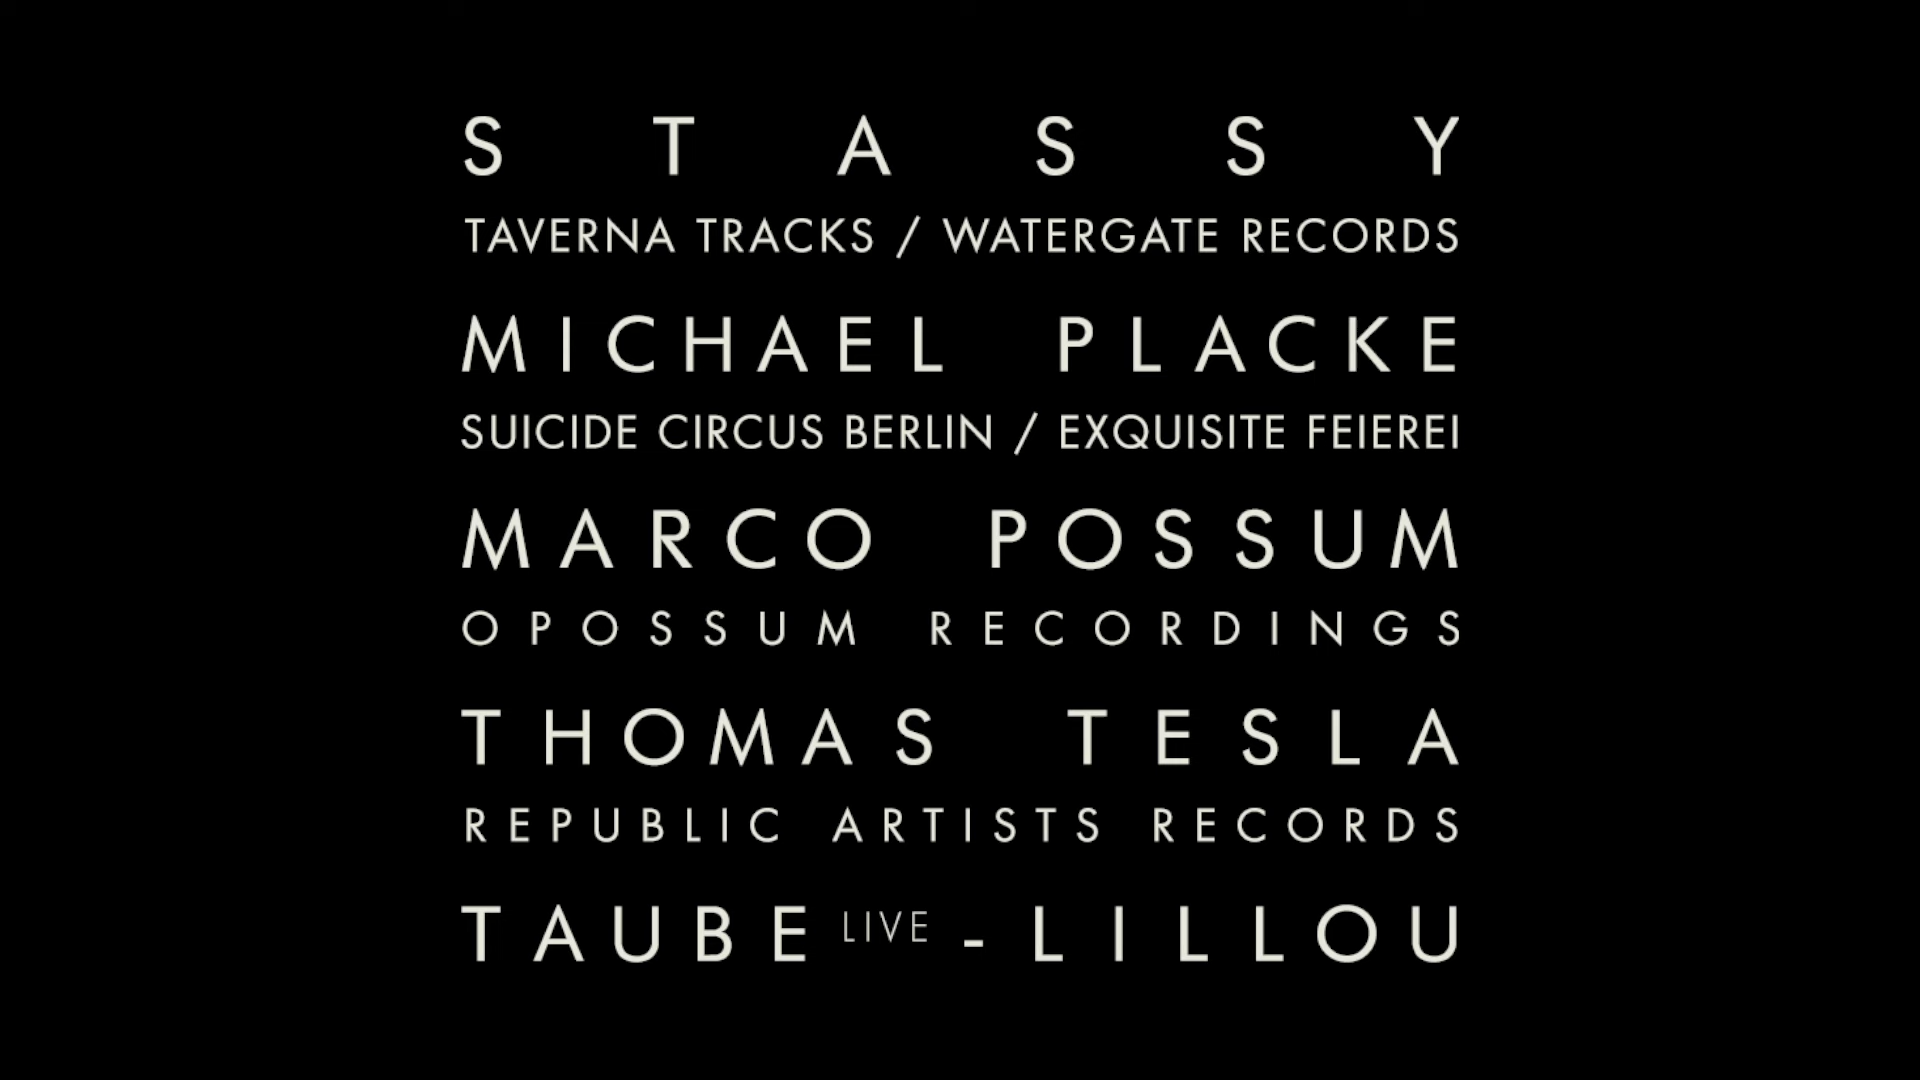 STASSY
TAVERNA TRACKS / WATERGATE RECORDS
MICHAEL PLACKE
SUICIDE CIRCUS BERLIN / EXQUISITE FEIEREI
MARCO POSSUM
OPOSSUM RECORDINGS
THOMAS TESLA
REPUBLIC ARTISTS RECORDS
TAUBE LIVE - LILLOU